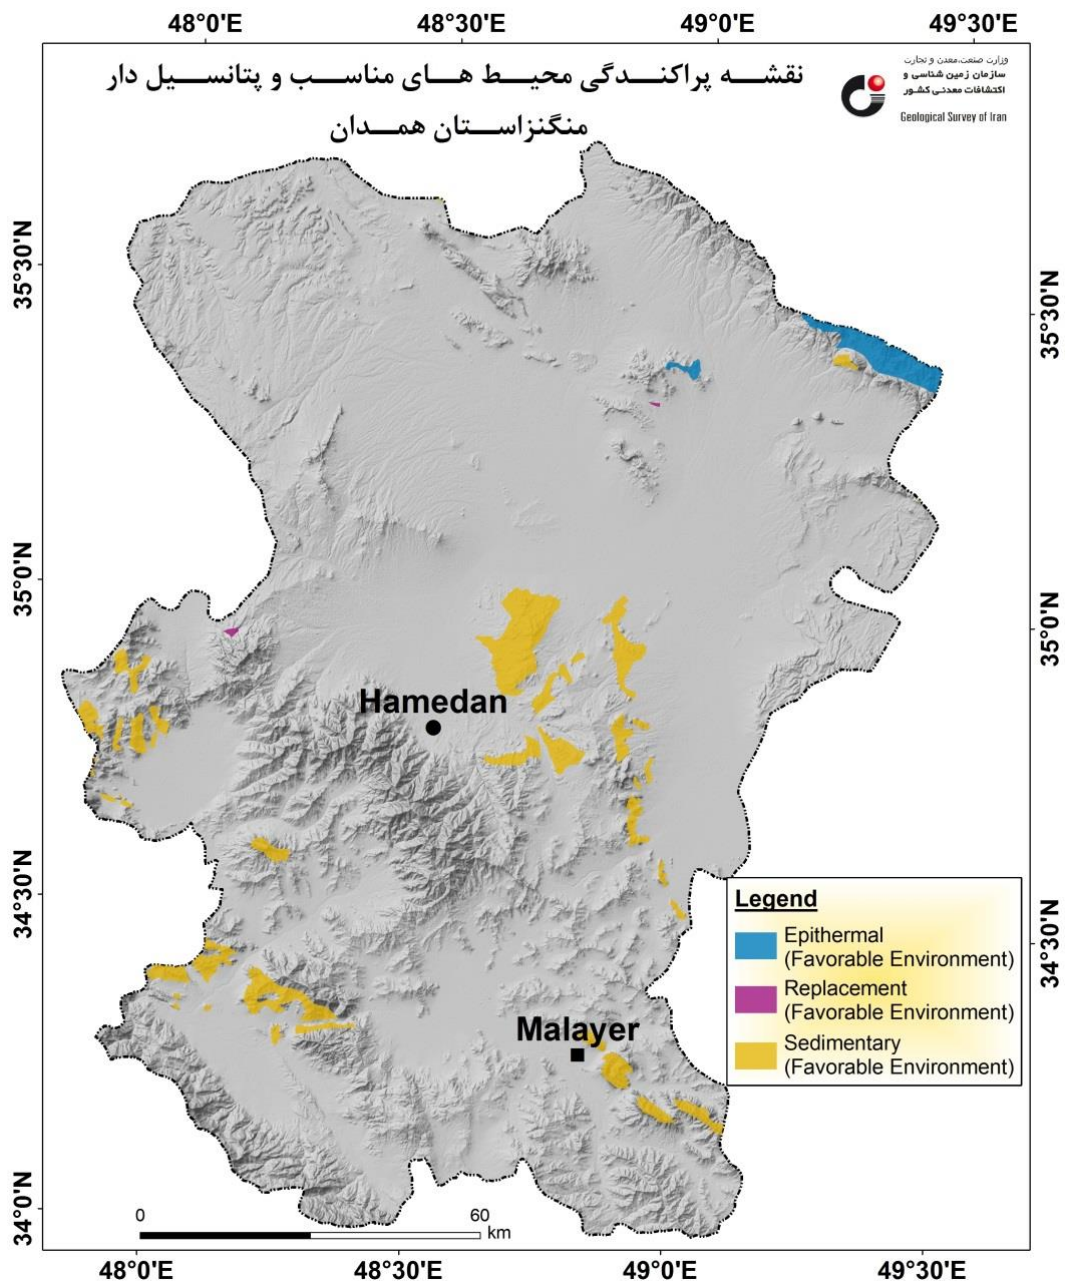 48°0'E 48°30'E 49°0'E 49°30'E
نقشه پراکندگی محیط های مناسب و پتانسیل دار
منگنزاستان همدان
وزارت صنعت،معدن و تجارت
سازمان زمین شناسی و
اکتشافات معدنی کشور
Geological Survey of Iran
35°30'N
35°30'N
35°0'N
35°0'N
Hamedan
34°30'N
34°30'N
Legend
Epithermal
(Favorable Environment)
Replacement
(Favorable Environment)
Sedimentary
(Favorable Environment)
Malayer
34°0'N
0 60
km
48°0'E 48°30'E 49°0'E 49°30'E